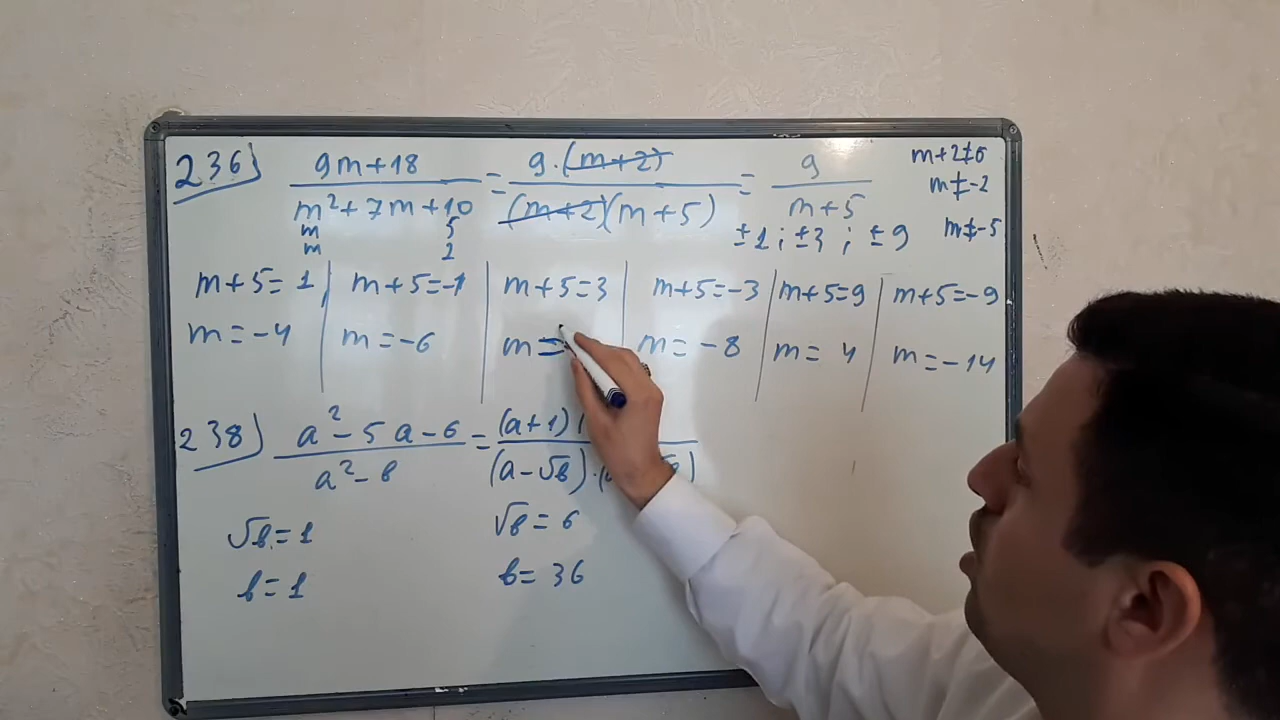 236) 9m+18 / m²+7m+10 = 9·(m+2) / (m+2)(m+5) = 9 / m+5
m 5
m 2
m+2≠0
m≠-2
m≠-5
±1; ±3; ±9
m+5=1 | m+5=-1 | m+5=3 | m+5=-3 | m+5=9 | m+5=-9
m=-4 | m=-6 | m= | m=-8 | m=4 | m=-14
238) a²-5a-6 / a²-в = (a+1)( / (a-√в)·(
√в=1 √в=6
в=1 в=36